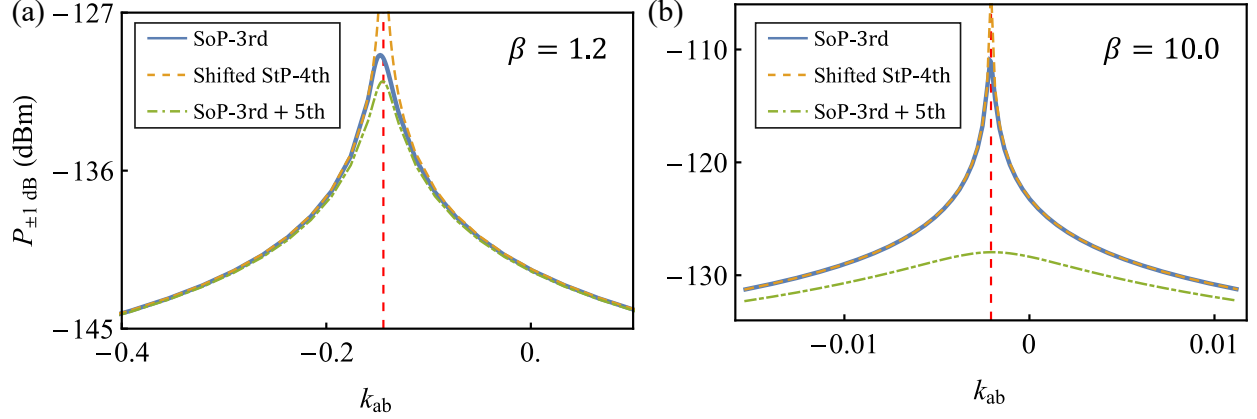 (a)
−127
−136
−145
P±1 dB (dBm)
SoP-3rd
Shifted StP-4th
SoP-3rd + 5th
β = 1.2
−0.4
−0.2
0.
kab
(b)
−110
−120
−130
SoP-3rd
Shifted StP-4th
SoP-3rd + 5th
β = 10.0
−0.01
0
0.01
kab